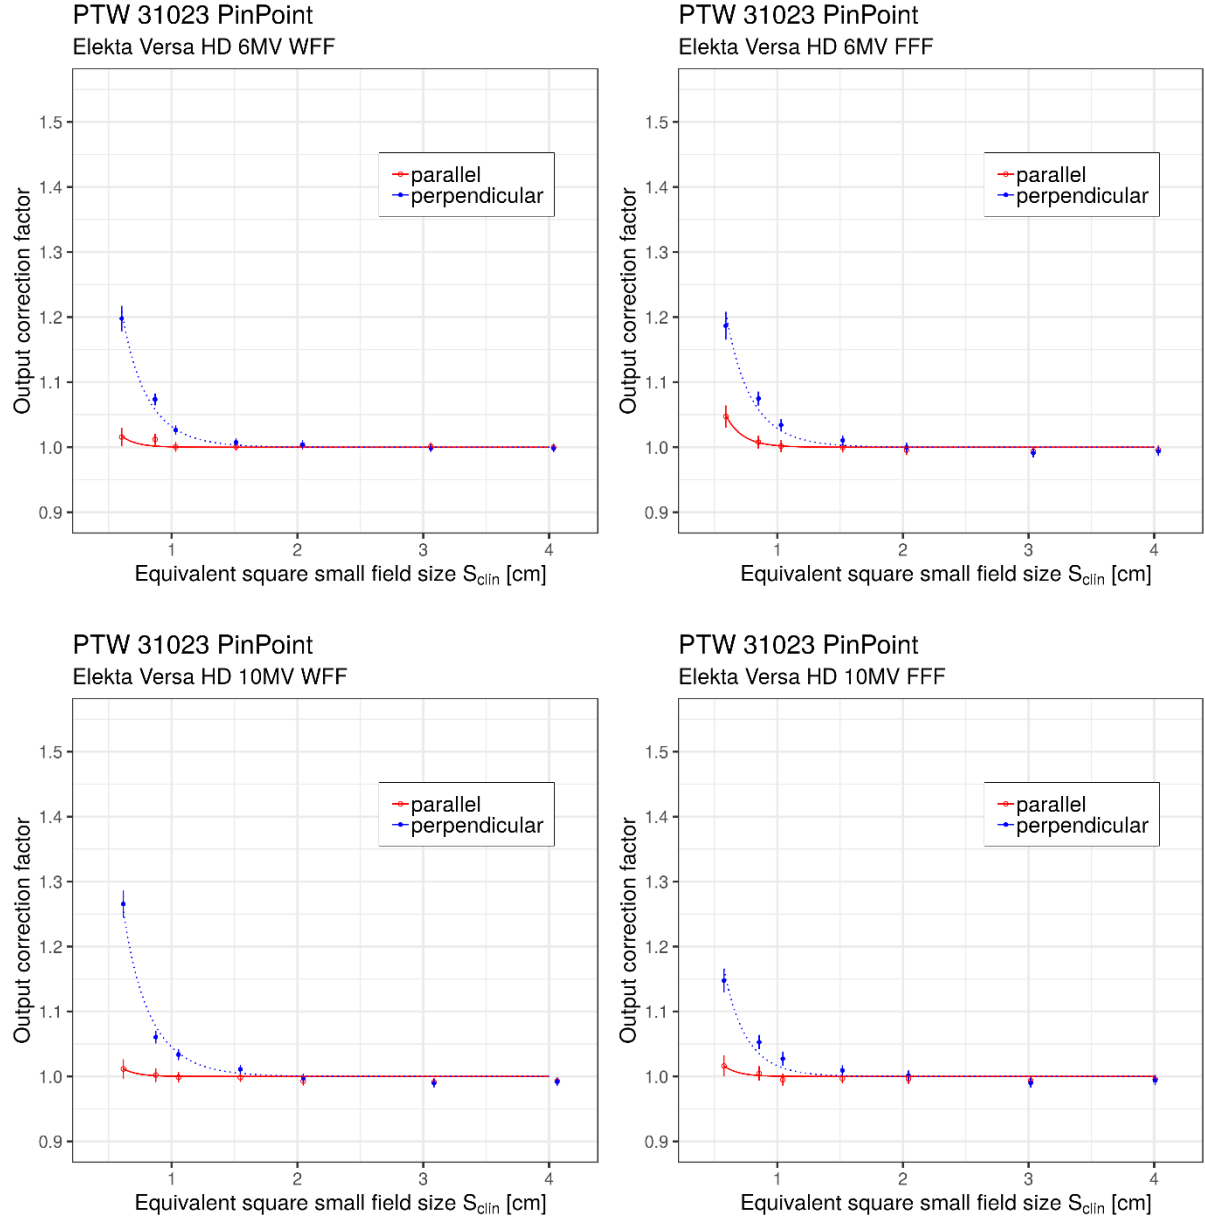 PTW 31023 PinPoint
Elekta Versa HD 6MV WFF
Output correction factor
1.5
1.4
1.3
1.2
1.1
1.0
0.9
parallel
perpendicular
1 2 3 4
Equivalent square small field size Sclin [cm]
PTW 31023 PinPoint
Elekta Versa HD 6MV FFF
Output correction factor
1.5
1.4
1.3
1.2
1.1
1.0
0.9
parallel
perpendicular
1 2 3 4
Equivalent square small field size Sclin [cm]
PTW 31023 PinPoint
Elekta Versa HD 10MV WFF
Output correction factor
1.5
1.4
1.3
1.2
1.1
1.0
0.9
parallel
perpendicular
1 2 3 4
Equivalent square small field size Sclin [cm]
PTW 31023 PinPoint
Elekta Versa HD 10MV FFF
Output correction factor
1.5
1.4
1.3
1.2
1.1
1.0
0.9
parallel
perpendicular
1 2 3 4
Equivalent square small field size Sclin [cm]